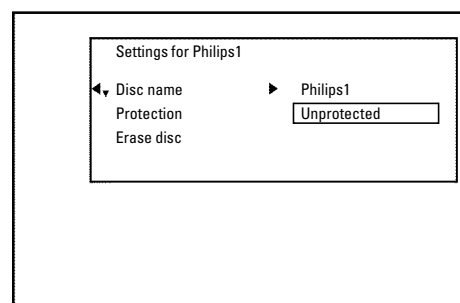 Settings for Philips1
Disc name Philips1
Protection Unprotected
Erase disc